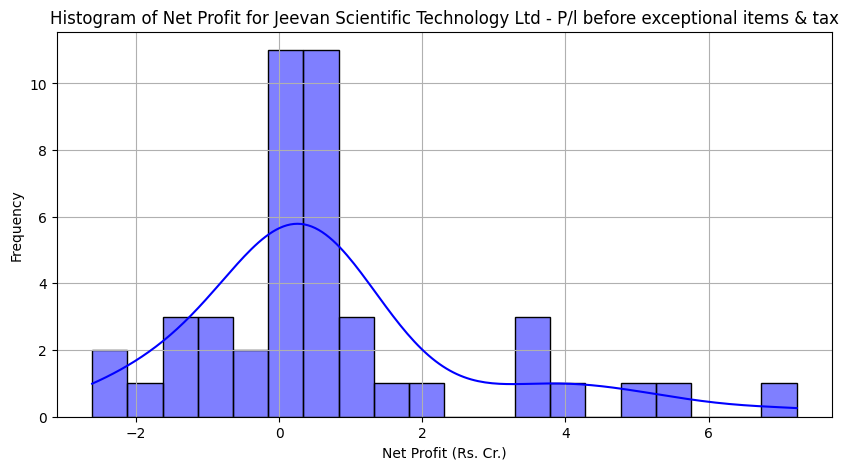 Histogram of Net Profit for Jeevan Scientific Technology Ltd - P/l before exceptional items & tax
10
8
6
4
2
0
Frequency
−2 0 2 4 6
Net Profit (Rs. Cr.)